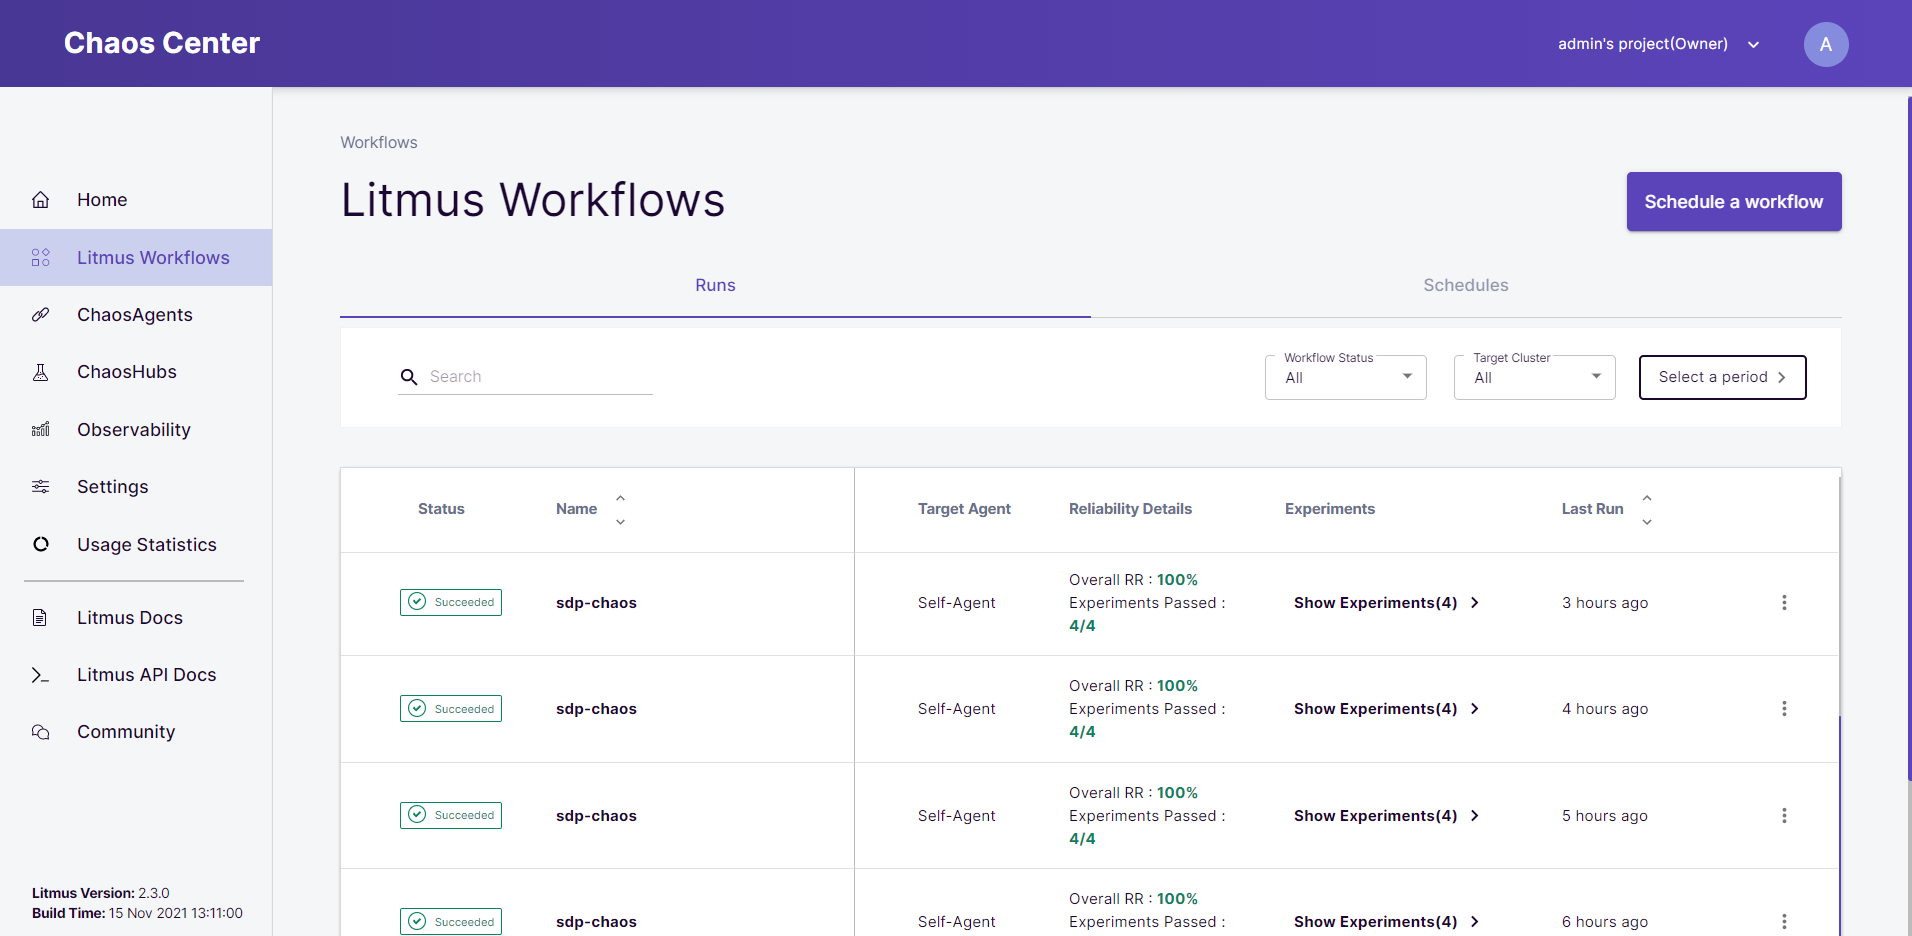 Chaos Center
admin's project(Owner)
A
Home
Litmus Workflows
ChaosAgents
ChaosHubs
Observability
Settings
Usage Statistics
Litmus Docs
Litmus API Docs
Community
Litmus Version: 2.3.0
Build Time: 15 Nov 2021 13:11:00
Workflows
Litmus Workflows
Schedule a workflow
Runs
Schedules
Search
Workflow Status
All
Target Cluster
All
Select a period
Status
Name
Target Agent
Reliability Details
Experiments
Last Run
Succeeded
sdp-chaos
Self-Agent
Overall RR : 100%
Experiments Passed :
4/4
Show Experiments(4)
3 hours ago
Succeeded
sdp-chaos
Self-Agent
Overall RR : 100%
Experiments Passed :
4/4
Show Experiments(4)
4 hours ago
Succeeded
sdp-chaos
Self-Agent
Overall RR : 100%
Experiments Passed :
4/4
Show Experiments(4)
5 hours ago
Succeeded
sdp-chaos
Self-Agent
Overall RR : 100%
Experiments Passed :
Show Experiments(4)
6 hours ago